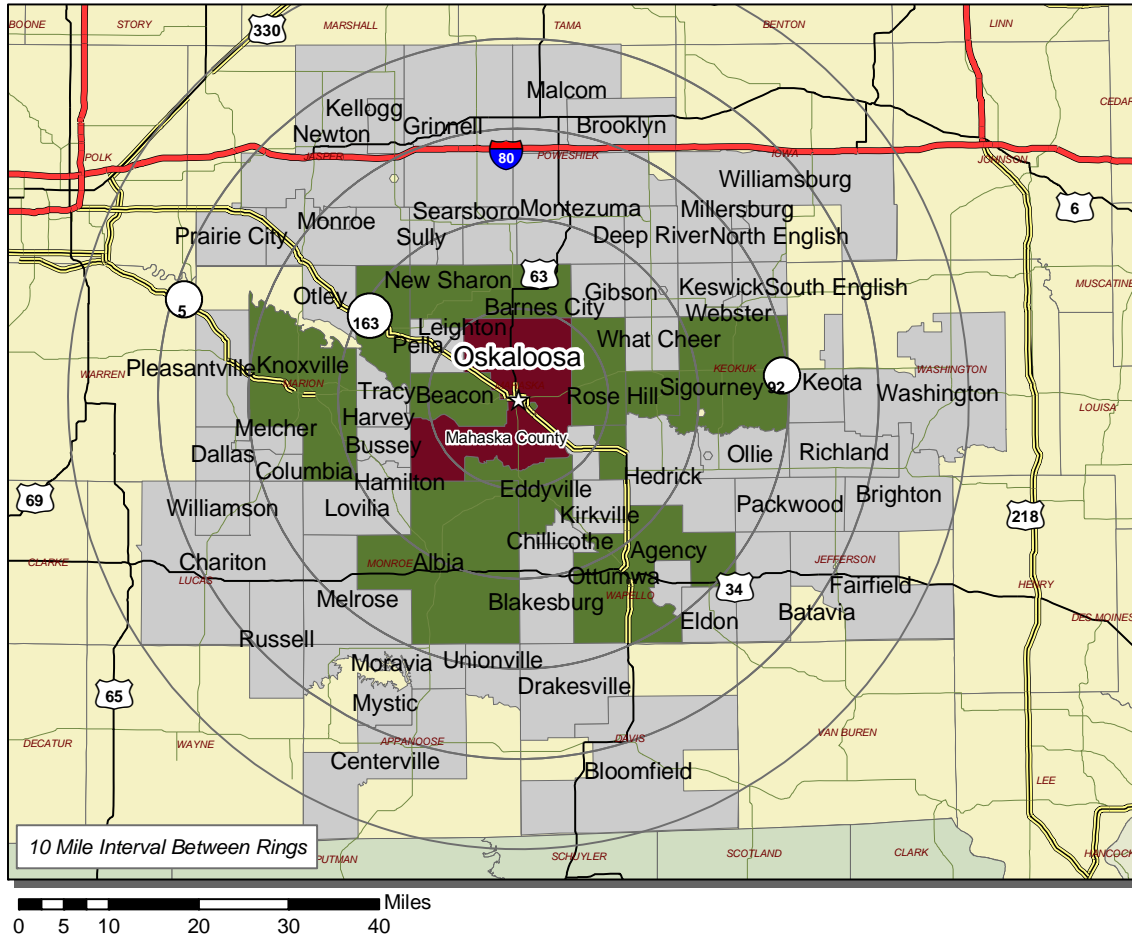 BOONE STORY MARSHALL TAMA BENTON LINN
330
CEDAR
Malcom
Kellogg
Newton Grinnell Brooklyn
POLK JASPER POWESHIEK IOWA JOHNSON
80
Williamsburg
6
Searsboro Montezuma Millersburg
Monroe
Prairie City Sully Deep River North English
63
New Sharon
MUSCATINE
Otley Gibson Keswick South English
5 Barnes City Webster
163 Leighton
Pella What Cheer
Oskaloosa
Pleasantville Knoxville
WARREN MARION KEOKUK WASHINGTON
Tracy Beacon Rose Hill Sigourney 92 Keota Washington
LOUISA
Harvey
Melcher Bussey Mahaska County
Dallas Ollie Richland
Columbia Hamilton Hedrick
69 Eddyville Packwood Brighton
Williamson Lovilia Kirkville 218
Chillicothe
Agency
CLARKE Chariton MONROE Albia JEFFERSON
LUCAS Ottumwa Fairfield HENRY
WAPELLO 34
Melrose Blakesburg Eldon Batavia
DES MOINES
Russell
Moravia Unionville
65 Mystic Drakesville
DECATUR WAYNE APPANOOSE DAVIS VAN BUREN
Centerville Bloomfield LEE
10 Mile Interval Between Rings
PUTMAN SCHUYLER SCOTLAND CLARK HANCOCK
Miles
0 5 10 20 30 40